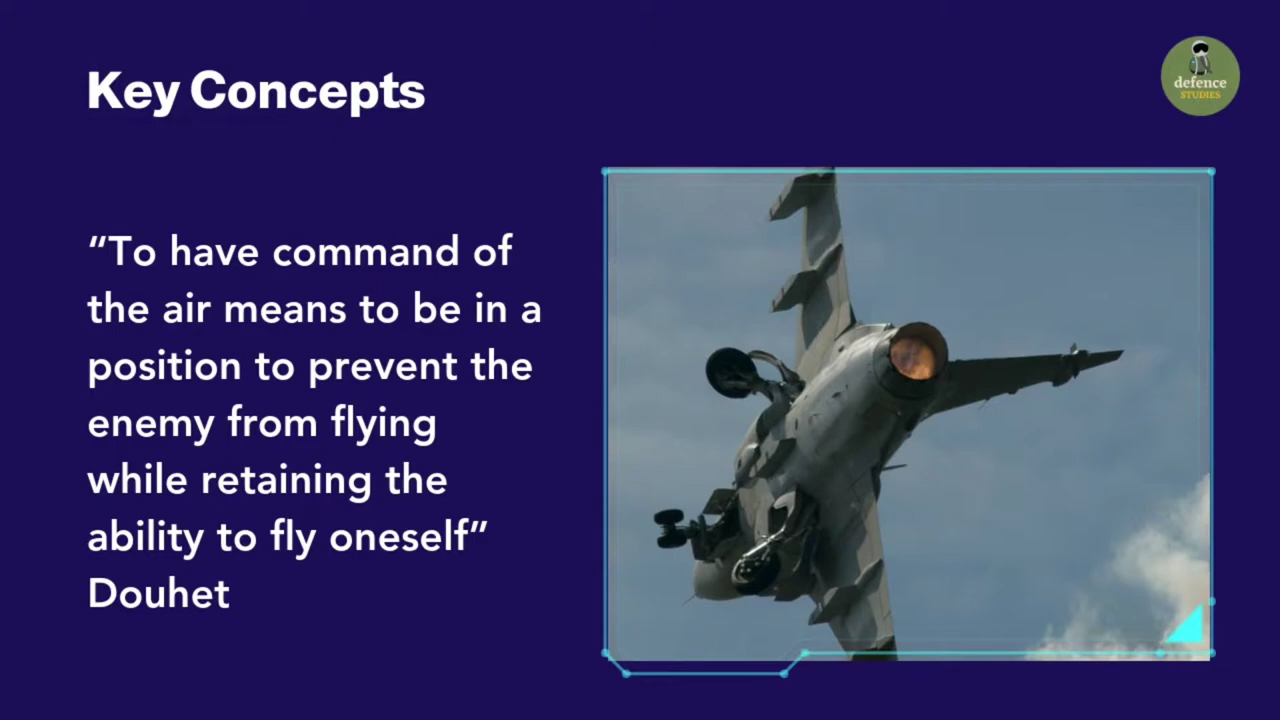 Key Concepts
defence
STUDIES
“To have command of
the air means to be in a
position to prevent the
enemy from flying
while retaining the
ability to fly oneself”
Douhet